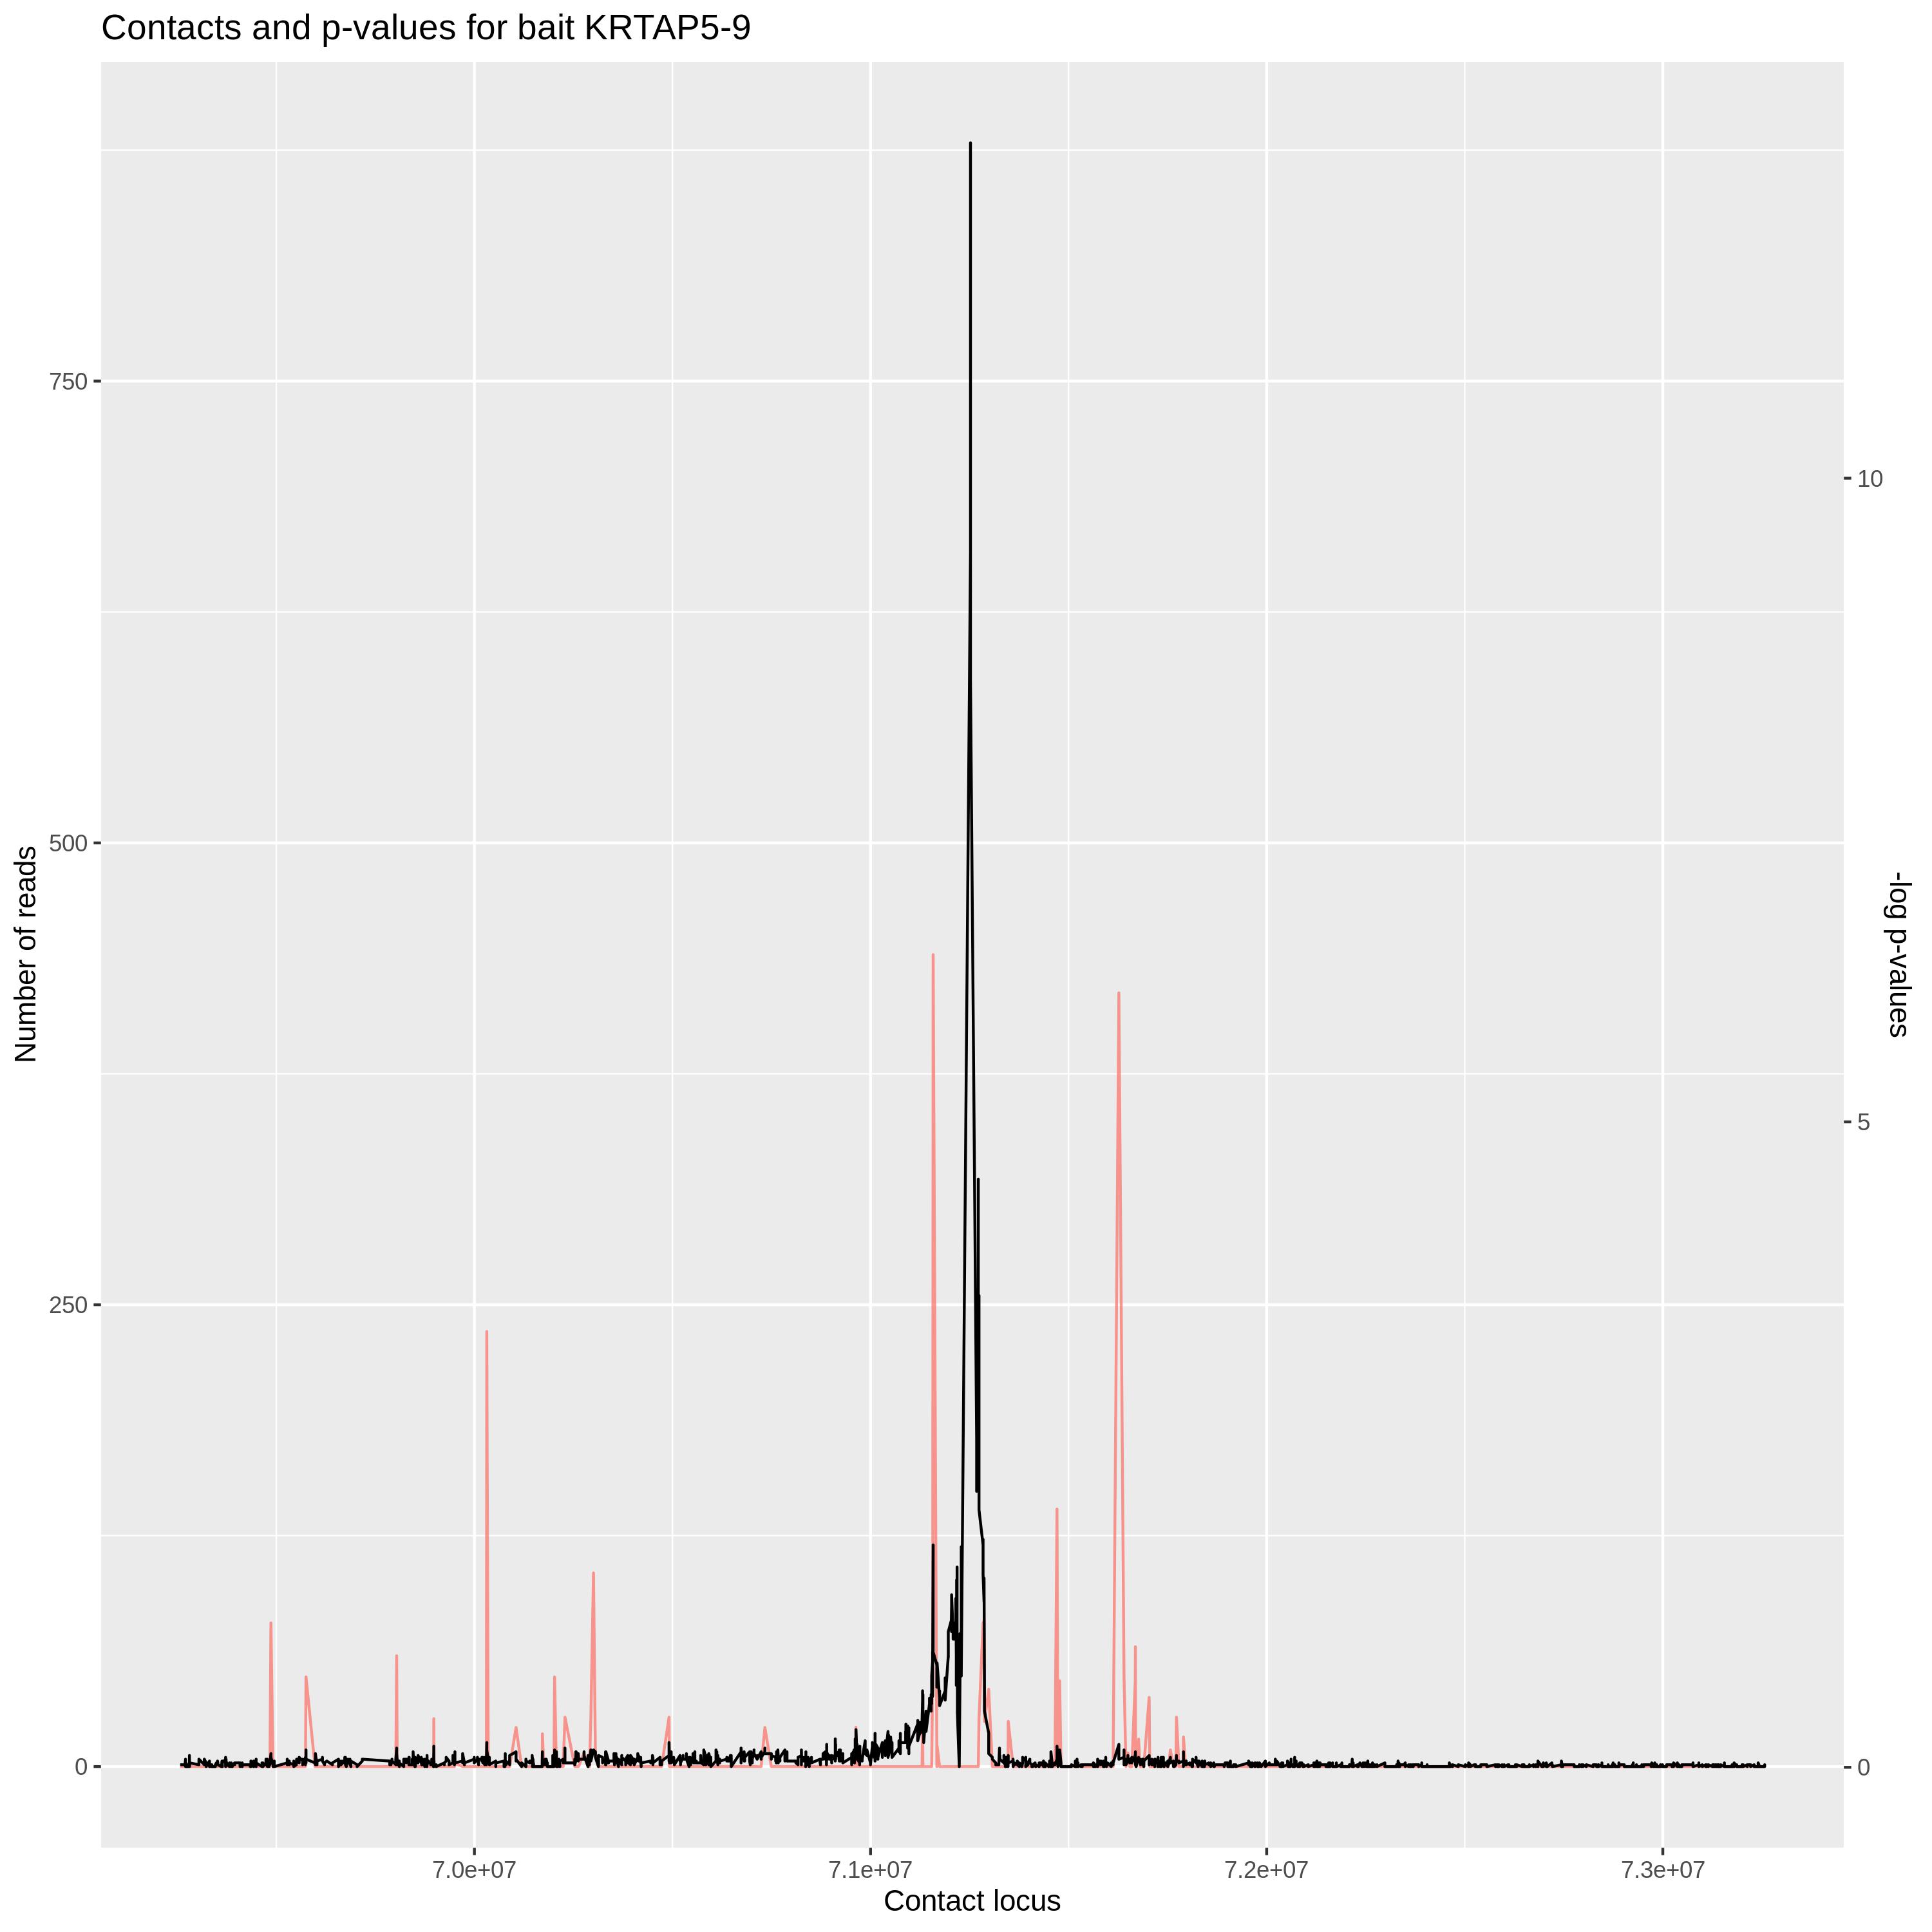 Contacts and p-values for bait KRTAP5-9
750
500
250
0
Number of reads
10
5
0
-log p-values
7.0e+07 7.1e+07 7.2e+07 7.3e+07
Contact locus